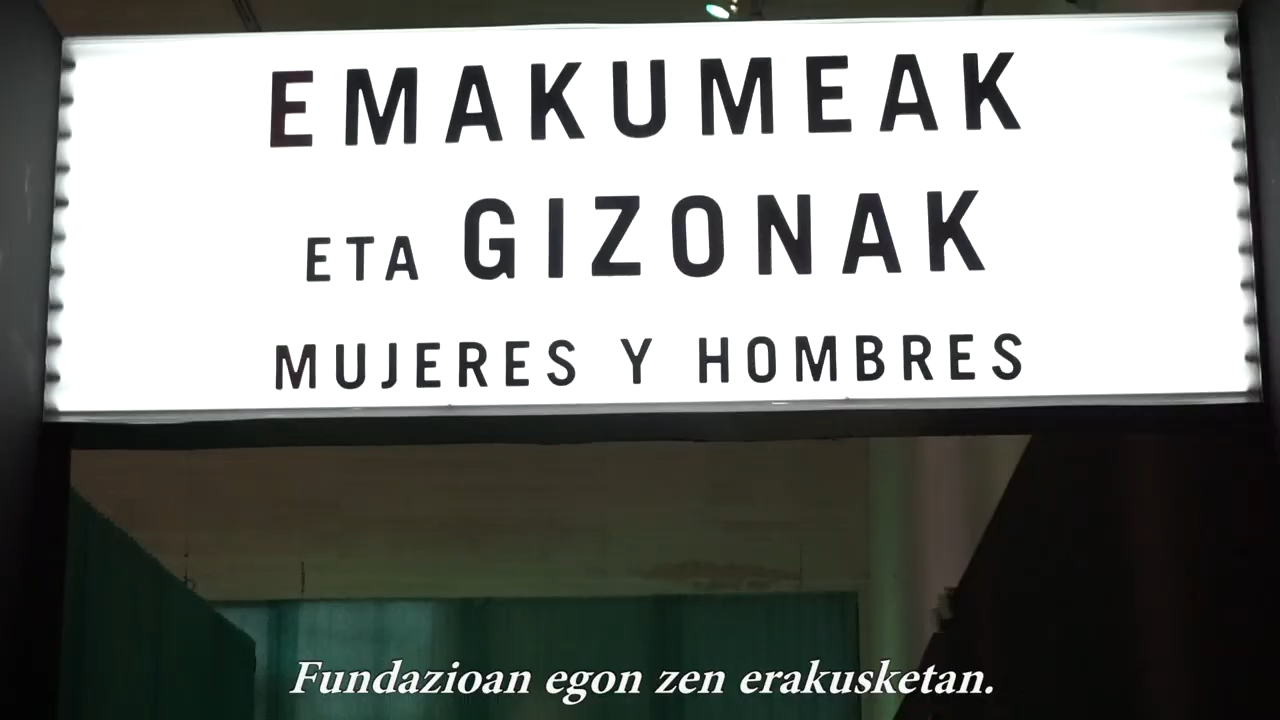 EMAKUMEAK
ETA GIZONAK
MUJERES Y HOMBRES
Fundazioan egon zen erakusketan.